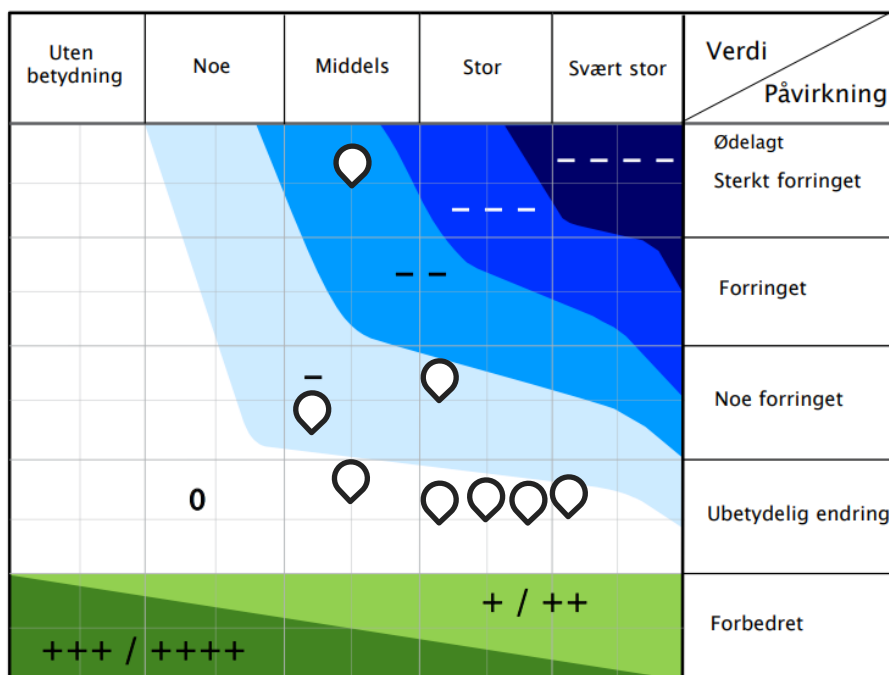 Uten
betydning
Noe
Middels
Stor
Svært stor
Verdi
Påvirkning
Ødelagt
Sterkt forringet
– – – –
– – –
Forringet
– –
Noe forringet
–
Ubetydelig endring
0
Forbedret
+ / ++
+++ / ++++